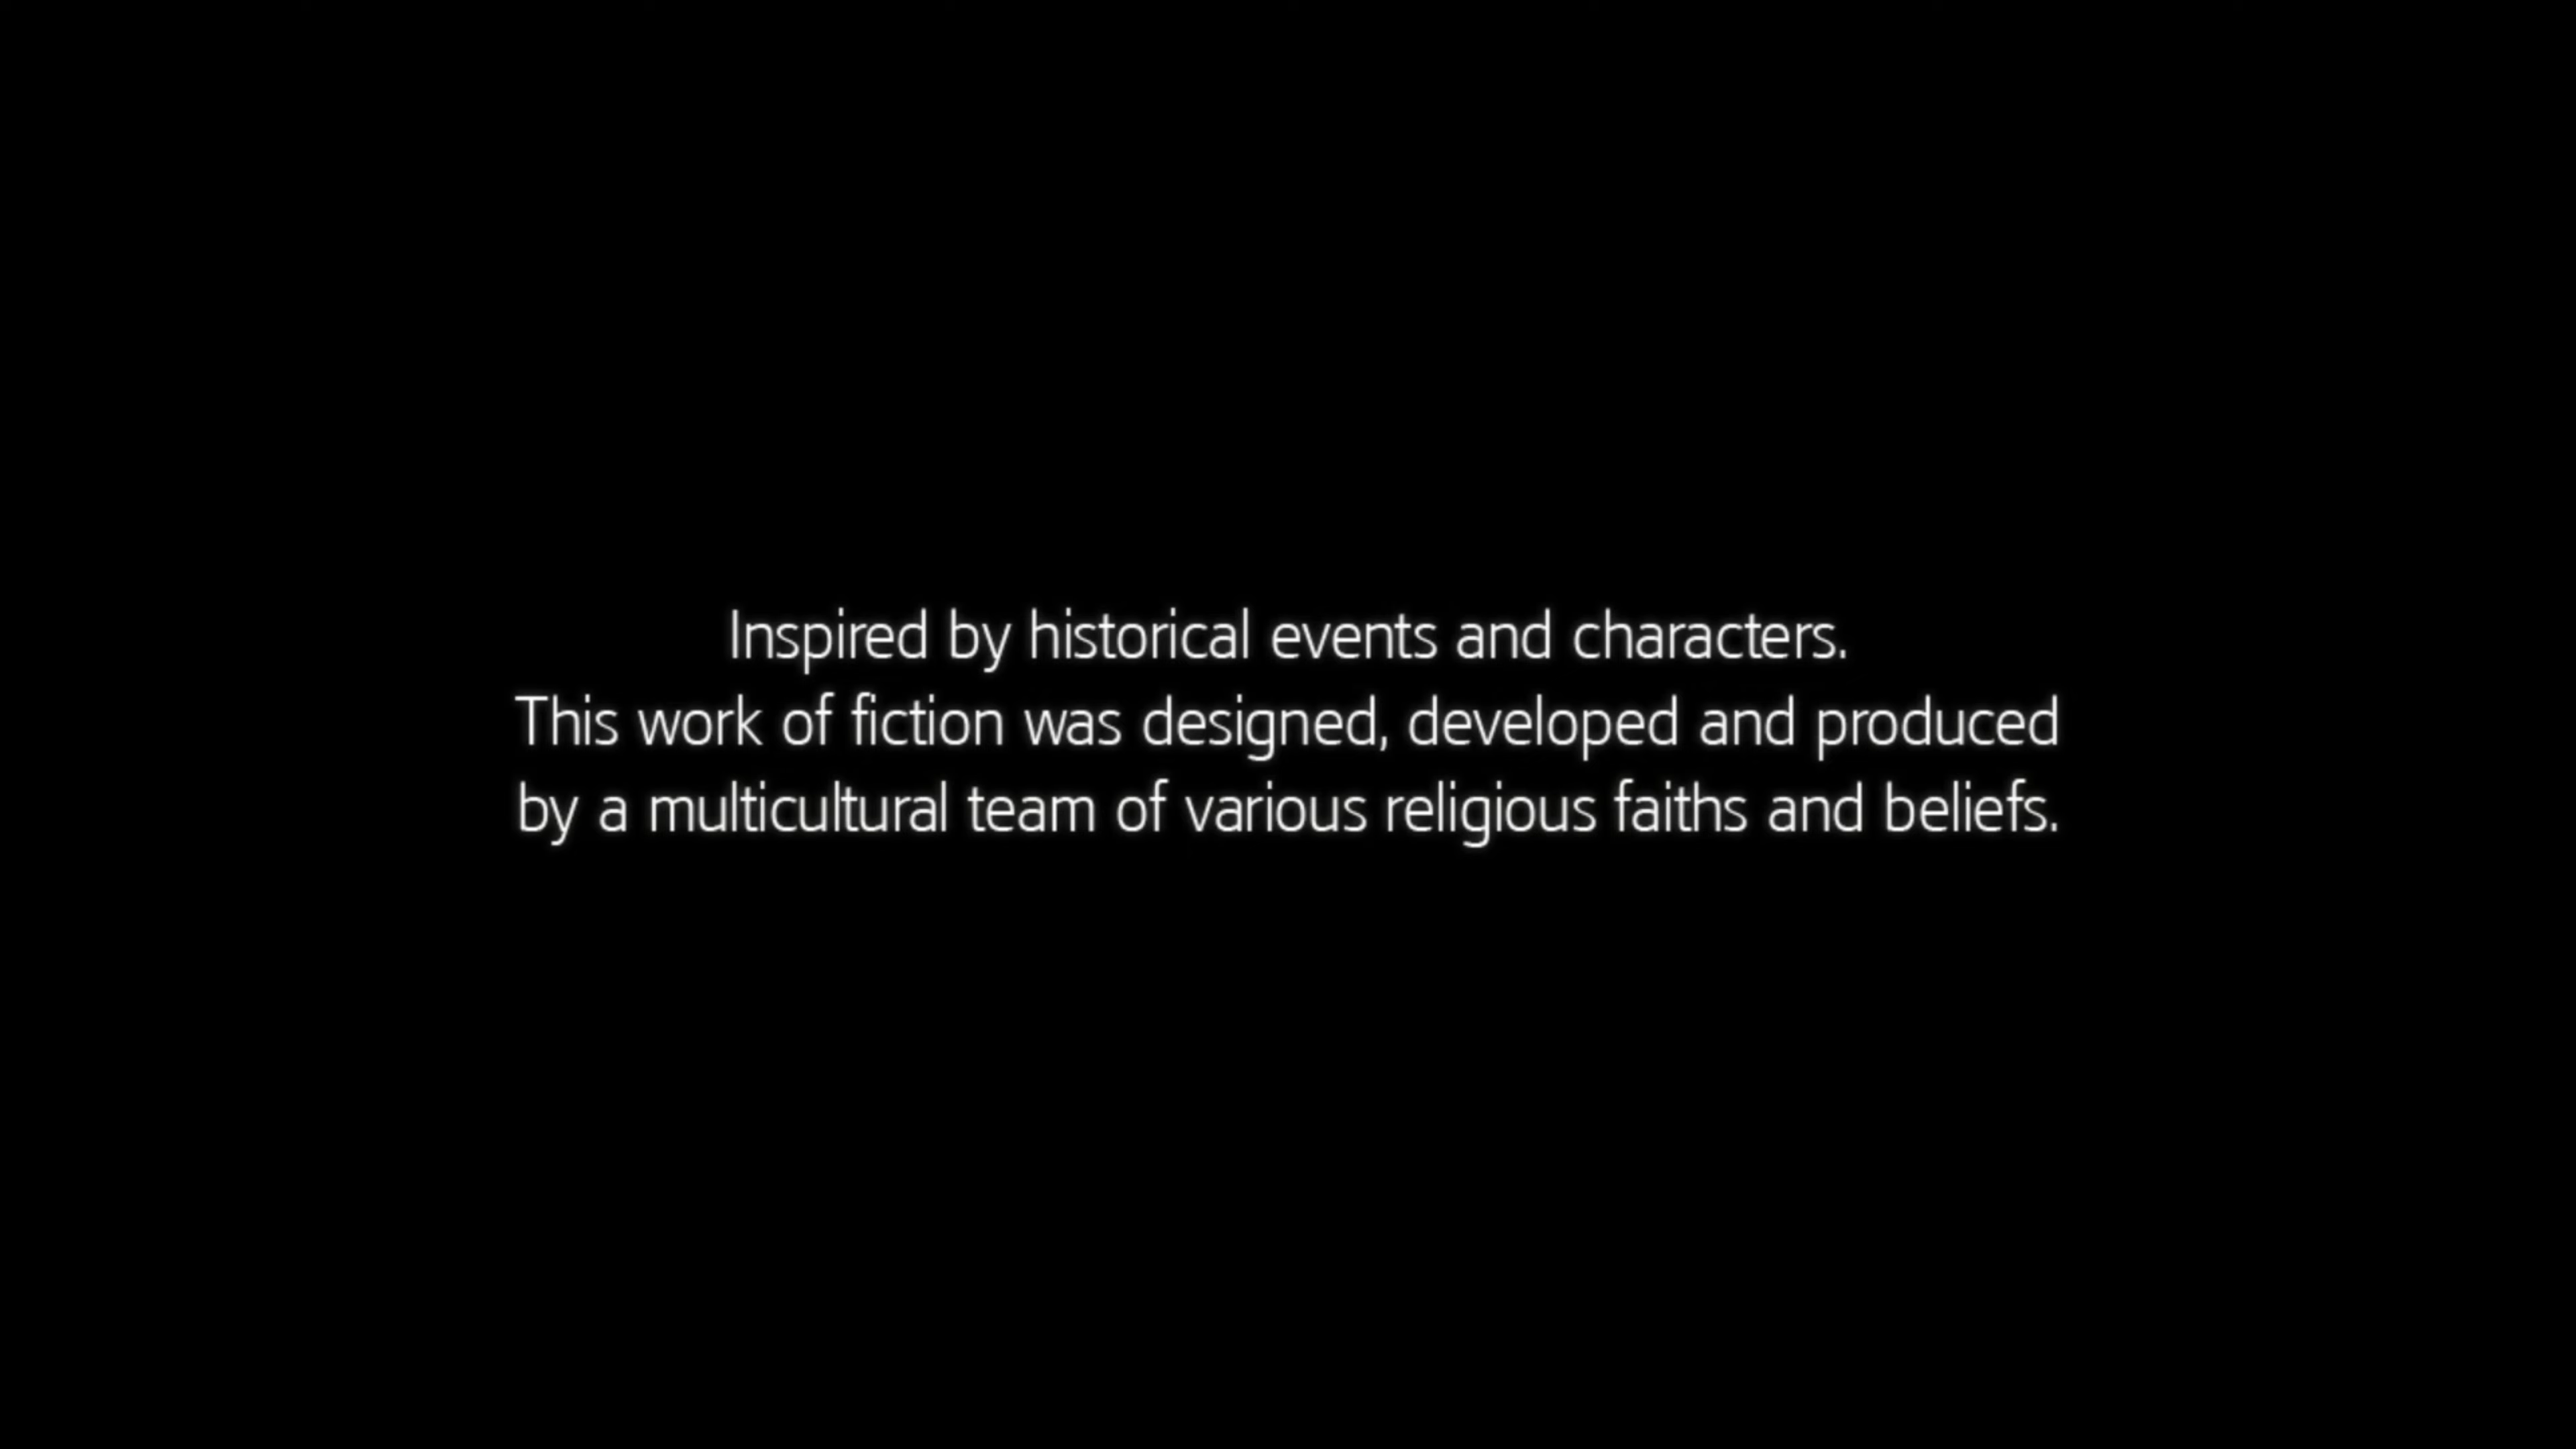 Inspired by historical events and characters.
This work of fiction was designed, developed and produced
by a multicultural team of various religious faiths and beliefs.